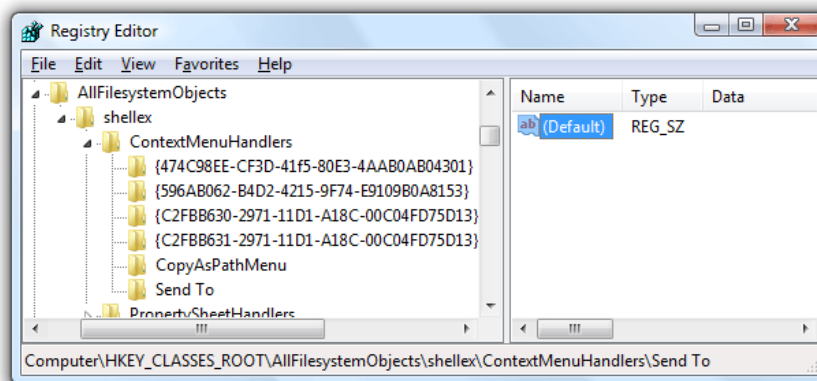 Registry Editor
File Edit View Favorites Help
AllFilesystemObjects
shellex
ContextMenuHandlers
{474C98EE-CF3D-41f5-80E3-4AAB0AB04301}
{596AB062-B4D2-4215-9F74-E9109B0A8153}
{C2FBB630-2971-11D1-A18C-00C04FD75D13}
{C2FBB631-2971-11D1-A18C-00C04FD75D13}
CopyAsPathMenu
Send To
PropertySheetHandlers
Name Type Data
ab (Default) REG_SZ
Computer\HKEY_CLASSES_ROOT\AllFilesystemObjects\shellex\ContextMenuHandlers\Send To